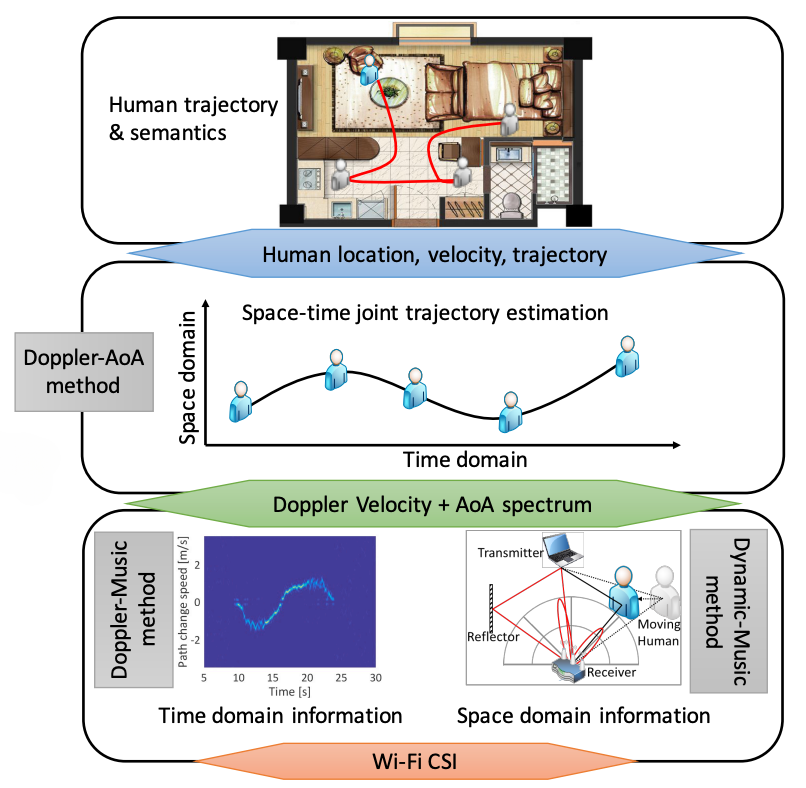 Human trajectory
& semantics
Human location, velocity, trajectory
Doppler-AoA
method
Space-time joint trajectory estimation
Space domain
Time domain
Doppler Velocity + AoA spectrum
Doppler-Music
method
Path change speed [m/s]
2
0
-2
5
10
15
20
25
30
Time [s]
Time domain information
Transmitter
Reflector
Moving
Human
Receiver
Dynamic-Music
method
Space domain information
Wi-Fi CSI